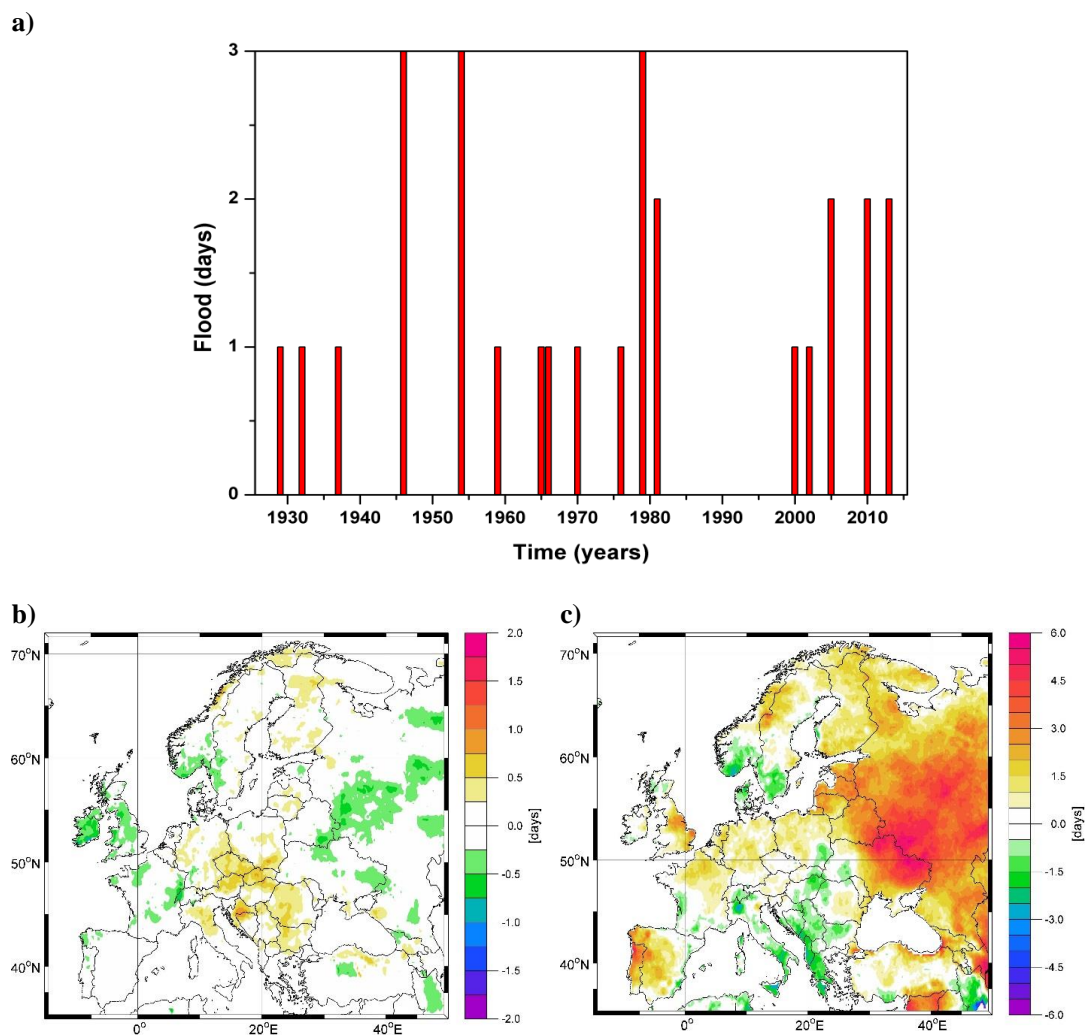 a)
3
2
1
0
Flood (days)
1930 1940 1950 1960 1970 1980 1990 2000 2010
Time (years)
b)
70°N
60°N
50°N
40°N
0° 20°E 40°E
2.0
1.5
1.0
0.5
0.0
-0.5
-1.0
-1.5
-2.0
[days]
c)
70°N
60°N
50°N
40°N
0° 20°E 40°E
6.0
4.5
3.0
1.5
0.0
-1.5
-3.0
-4.5
-6.0
[days]